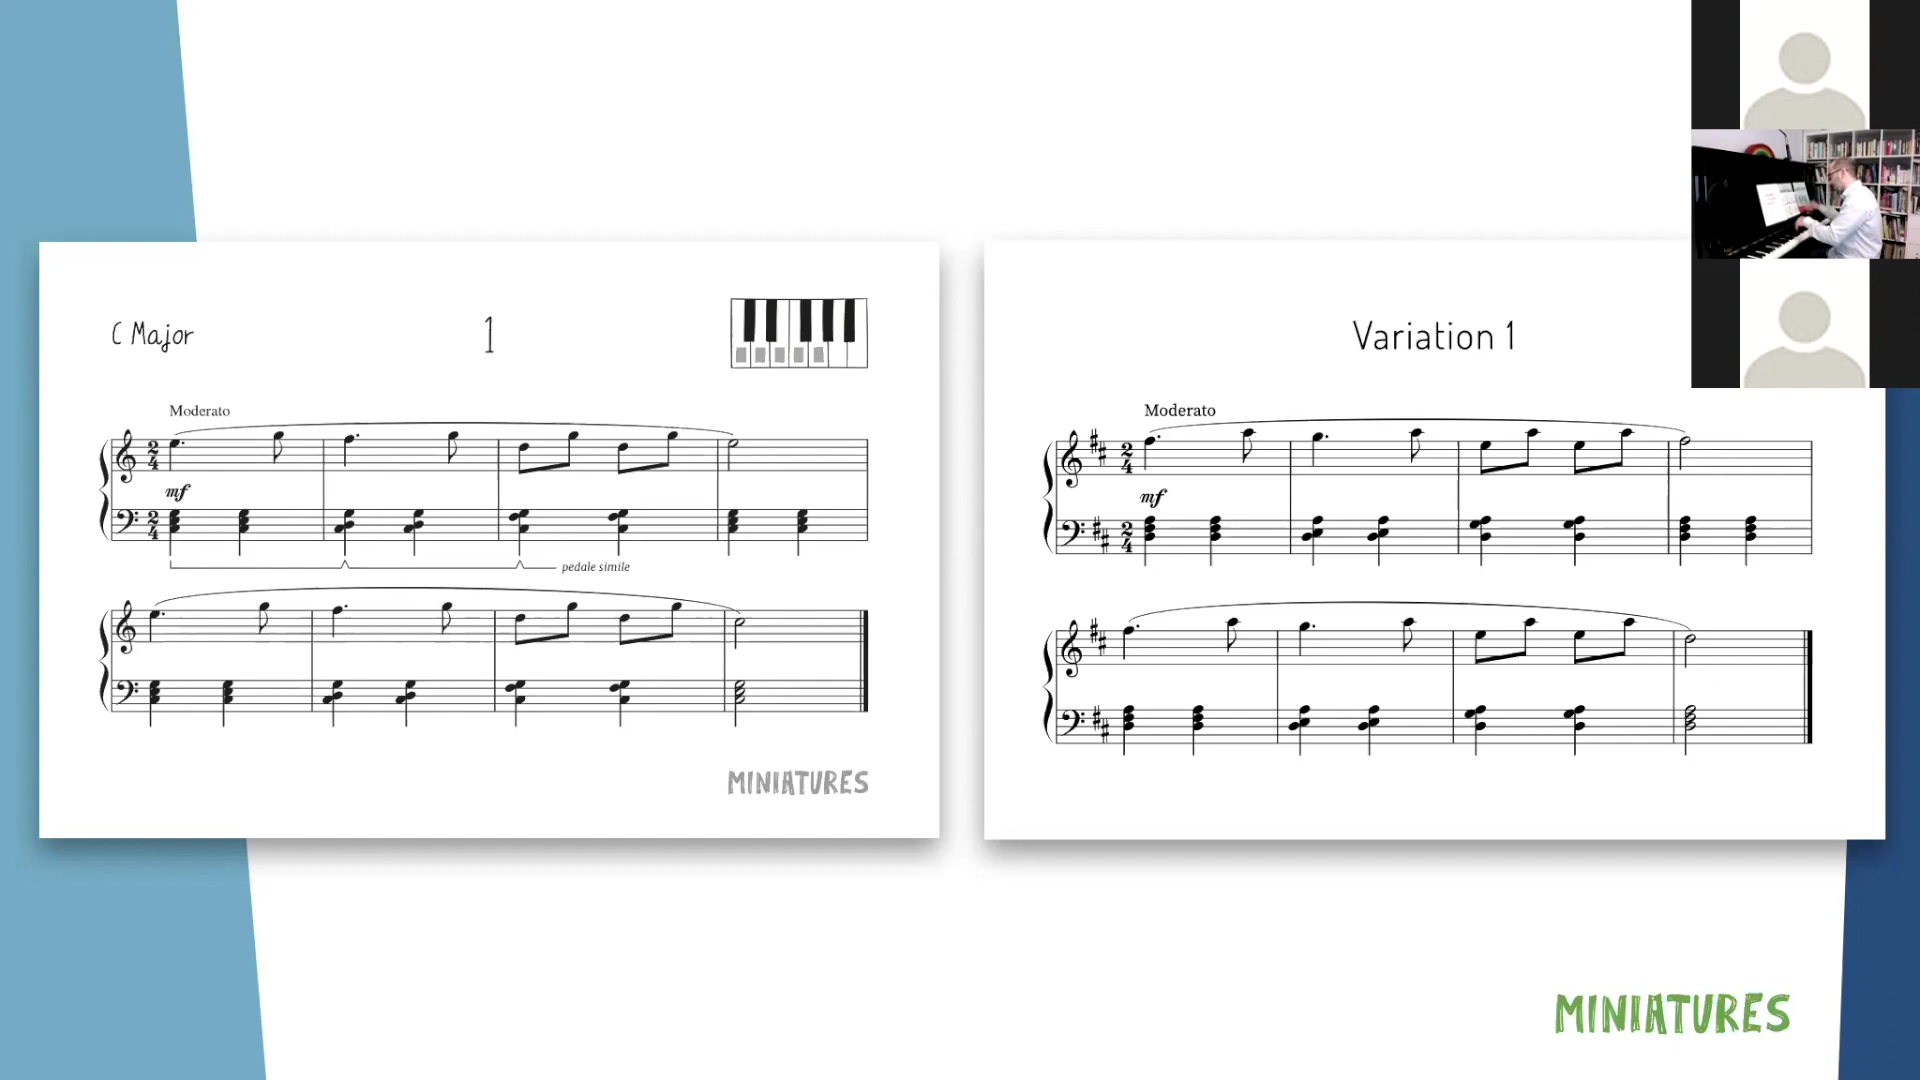 C Major
1
Moderato
mf
pedale simile
MINIATURES
Variation 1
Moderato
mf
MINIATURES